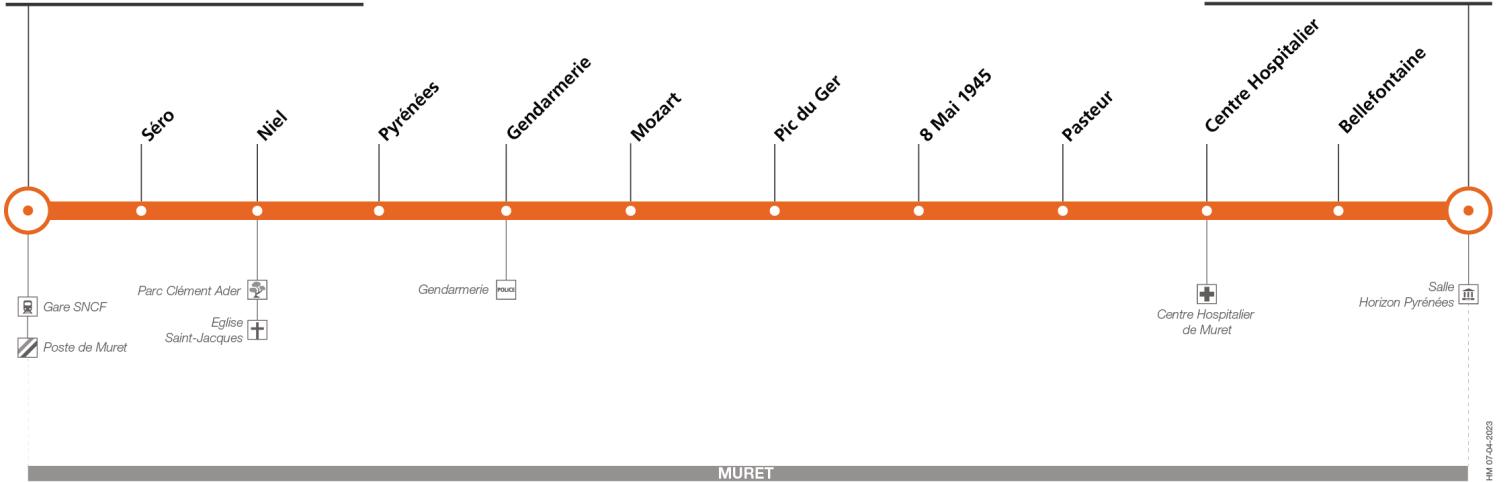 Séro
Niel
Pyrénées
Gendarmerie
Mozart
Pic du Ger
8 Mai 1945
Pasteur
Centre Hospitalier
Bellefontaine
Gare SNCF
Poste de Muret
Parc Clément Ader
Eglise
Saint-Jacques
Gendarmerie
POLICE
Centre Hospitalier
de Muret
Salle
Horizon Pyrénées
MURET
HM 07-04-2023